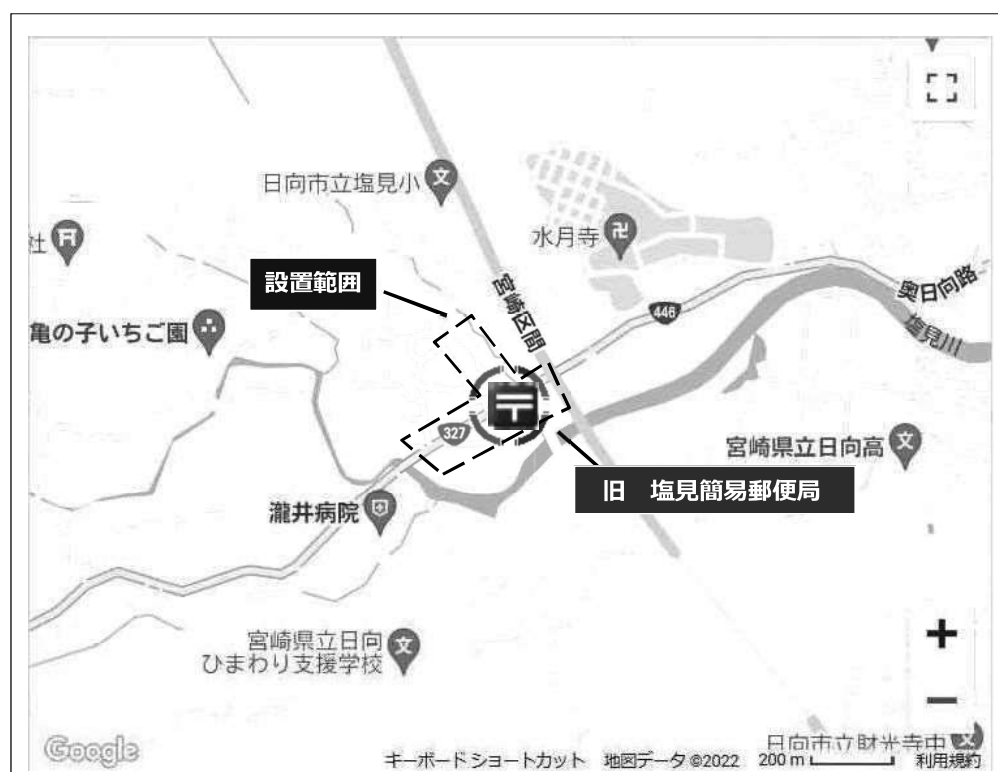 日向市立塩見小
水月寺
社
設置範囲
宮崎区間
446
奥日向路
塩見川
亀の子いちご園
327
宮崎県立日向高
旧 塩見簡易郵便局
瀧井病院
宮崎県立日向
ひまわり支援学校
日向市立財光寺中
Google
キーボード ショートカット 地図データ ©2022 200 m 利用規約